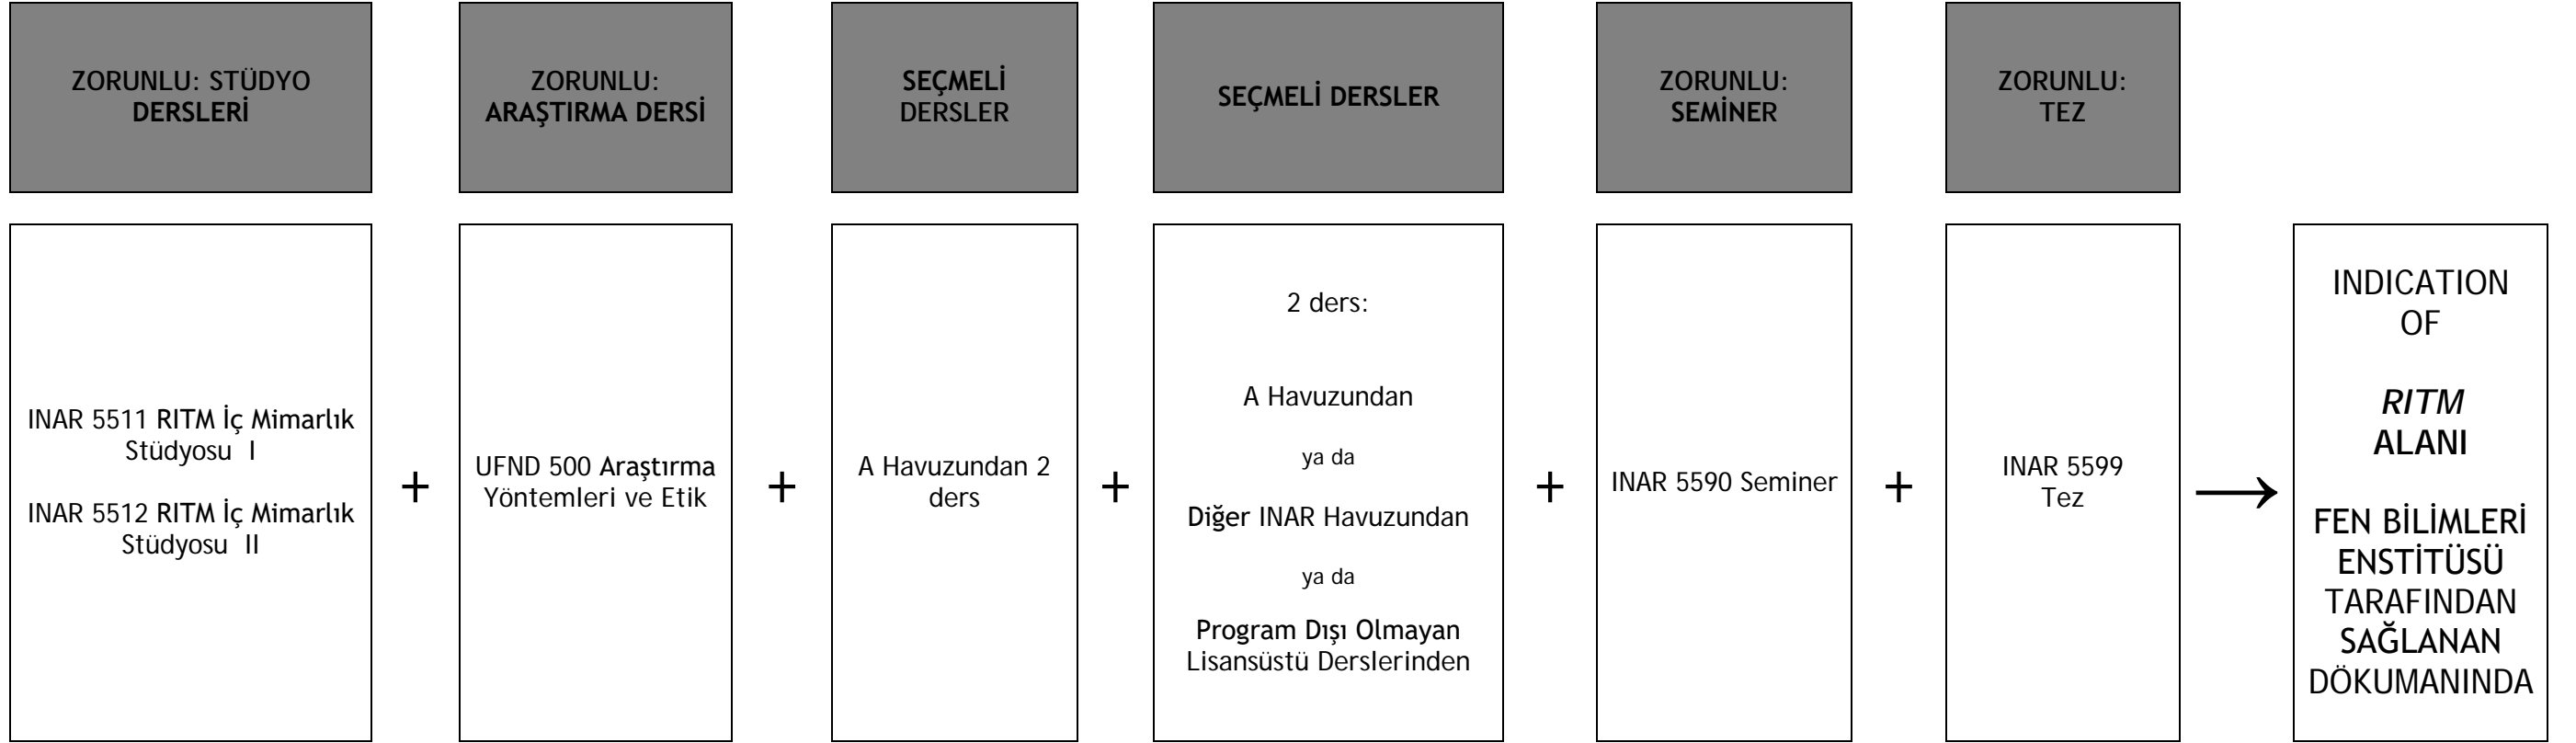 ZORUNLU: STÜDYO
DERSLERİ
ZORUNLU:
ARAŞTIRMA DERSİ
SEÇMELİ
DERSLER
SEÇMELİ DERSLER
ZORUNLU:
SEMİNER
ZORUNLU:
TEZ
INAR 5511 RITM İç Mimarlık
Stüdyosu I
INAR 5512 RITM İç Mimarlık
Stüdyosu II
+
UFND 500 Araştırma
Yöntemleri ve Etik
+
A Havuzundan 2
ders
+
2 ders:
A Havuzundan
ya da
Diğer INAR Havuzundan
ya da
Program Dışı Olmayan
Lisansüstü Derslerinden
+
INAR 5590 Seminer
+
INAR 5599
Tez
→
INDICATION
OF
RITM
ALANI
FEN BİLİMLERİ
ENSTİTÜSÜ
TARAFINDAN
SAĞLANAN
DÖKUMANINDA